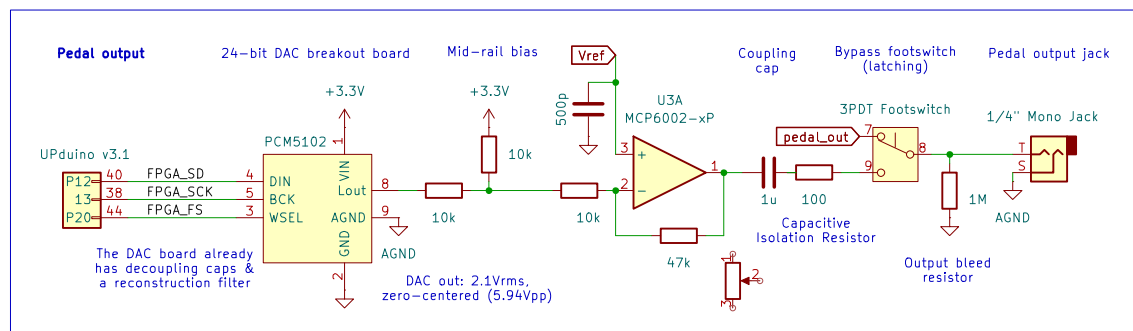 Pedal output
24-bit DAC breakout board
Mid-rail bias
Coupling
cap
Bypass footswitch
(latching)
Pedal output jack
Vref
+3.3V
+3.3V
500p
U3A
MCP6002-xP
3PDT Footswitch
1/4" Mono Jack
PCM5102
UPduino v3.1
pedal_out
7
8
9
T
S
P12
13
P20
40
38
44
FPGA_SD
FPGA_SCK
FPGA_FS
4
5
3
DIN
BCK
WSEL
1
VIN
Lout
AGND
GND
8
9
2
AGND
10k
10k
10k
3
+
2
-
1
1u
100
1M
AGND
47k
1
2
3
Capacitive
Isolation Resistor
Output bleed
resistor
The DAC board already
has decoupling caps &
a reconstruction filter
DAC out: 2.1Vrms,
zero-centered (5.94Vpp)